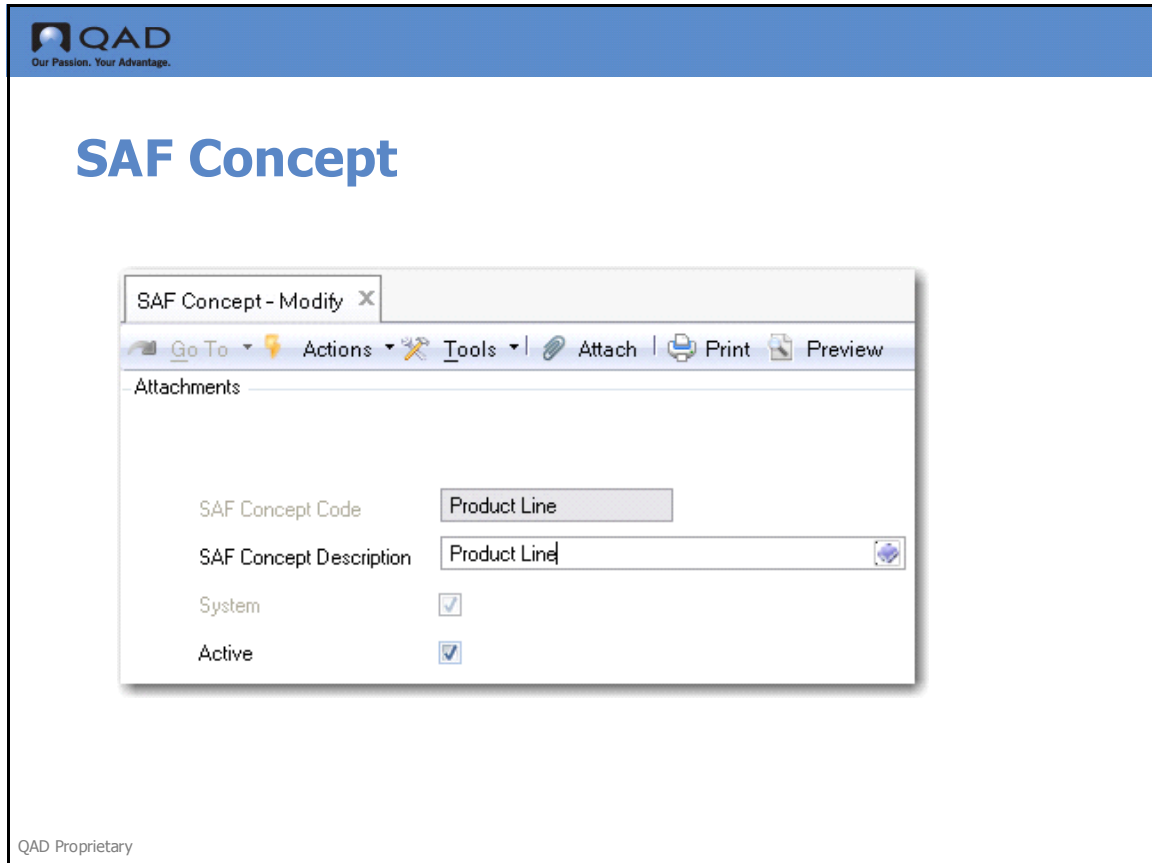 QAD
Our Passion. Your Advantage.
SAF Concept
SAF Concept - Modify
Go To Actions Tools Attach Print Preview
Attachments
SAF Concept Code Product Line
SAF Concept Description Product Line
System
Active
QAD Proprietary